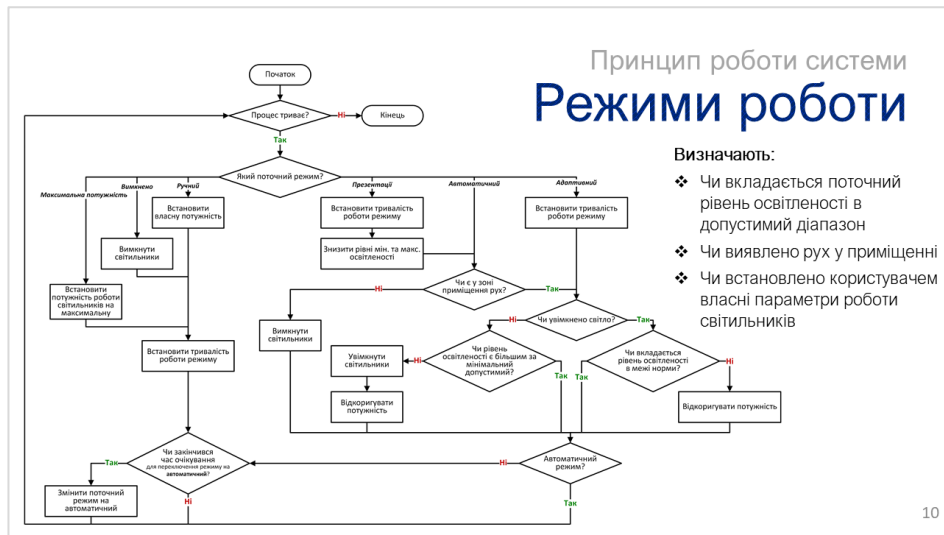 Принцип роботи системи
Режими роботи
Визначають:
❖ Чи вкладається поточний
рівень освітленості в
допустимий діапазон
❖ Чи виявлено рух у приміщенні
❖ Чи встановлено користувачем
власні параметри роботи
світильників
Початок
Процес триває?
Ні
Кінець
Так
Який поточний режим?
Максимальна потужність
Вимкнено
Ручний
Презентації
Автоматичний
Адаптивний
Встановити
власну потужність
Вимкнути
світильники
Встановити
потужність роботи
світильників на
максимальну
Встановити тривалість
роботи режиму
Встановити тривалість
роботи режиму
Знизити рівні мін. та макс.
освітленості
Встановити тривалість
роботи режиму
Чи є у зоні
приміщення рух?
Ні
Так
Вимкнути
світильники
Чи увімкнено світло?
Ні
Так
Чи рівень
освітленості є більшим за
мінімальний
допустимий?
Ні
Так
Увімкнути
світильники
Відкоригувати
потужність
Чи вкладається
рівень освітленості
в межі норми?
Так
Ні
Відкоригувати потужність
Автоматичний
режим?
Ні
Так
Чи закінчився
час очікування
для переключення режиму на
автоматичний?
Так
Ні
Змінити поточний
режим на
автоматичний
10